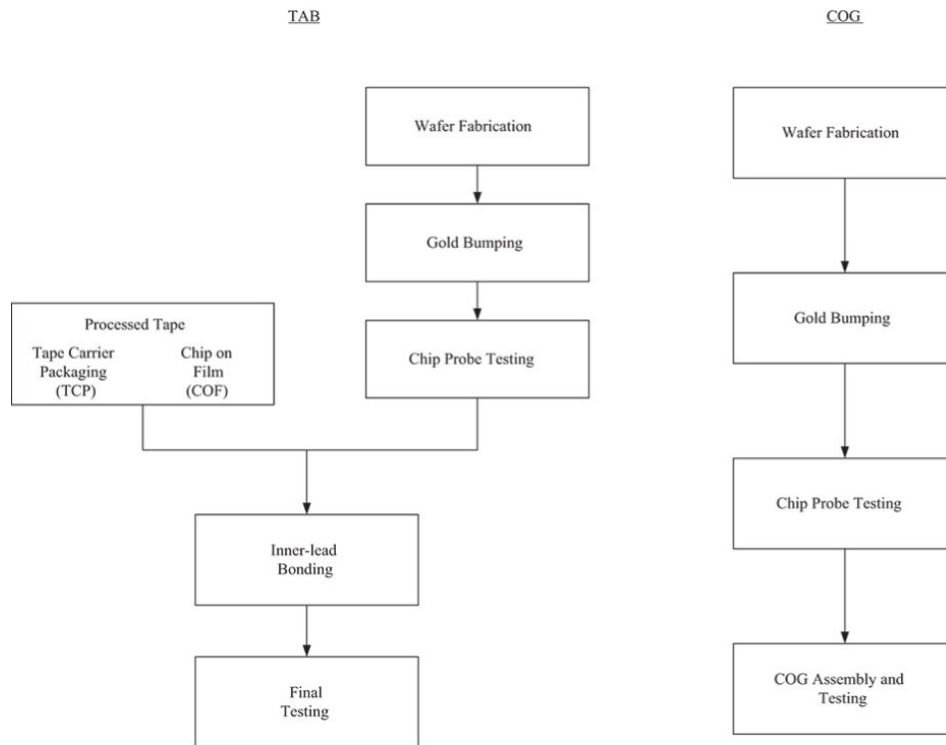 TAB
Wafer Fabrication
Gold Bumping
Chip Probe Testing
Processed Tape
Tape Carrier
Packaging
(TCP)
Chip on
Film
(COF)
Inner-lead
Bonding
Final
Testing
COG
Wafer Fabrication
Gold Bumping
Chip Probe Testing
COG Assembly and
Testing